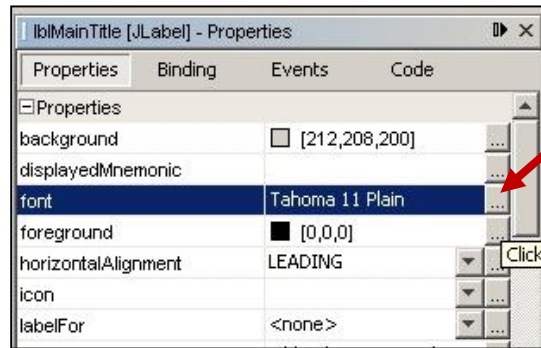 lblMainTitle [JLabel] - Properties
Properties Binding Events Code
Properties
background [212,208,200] ...
displayedMnemonic ...
font Tahoma 11 Plain ...
foreground [0,0,0] ...
Click
horizontalAlignment LEADING ...
icon ...
labelFor <none> ...